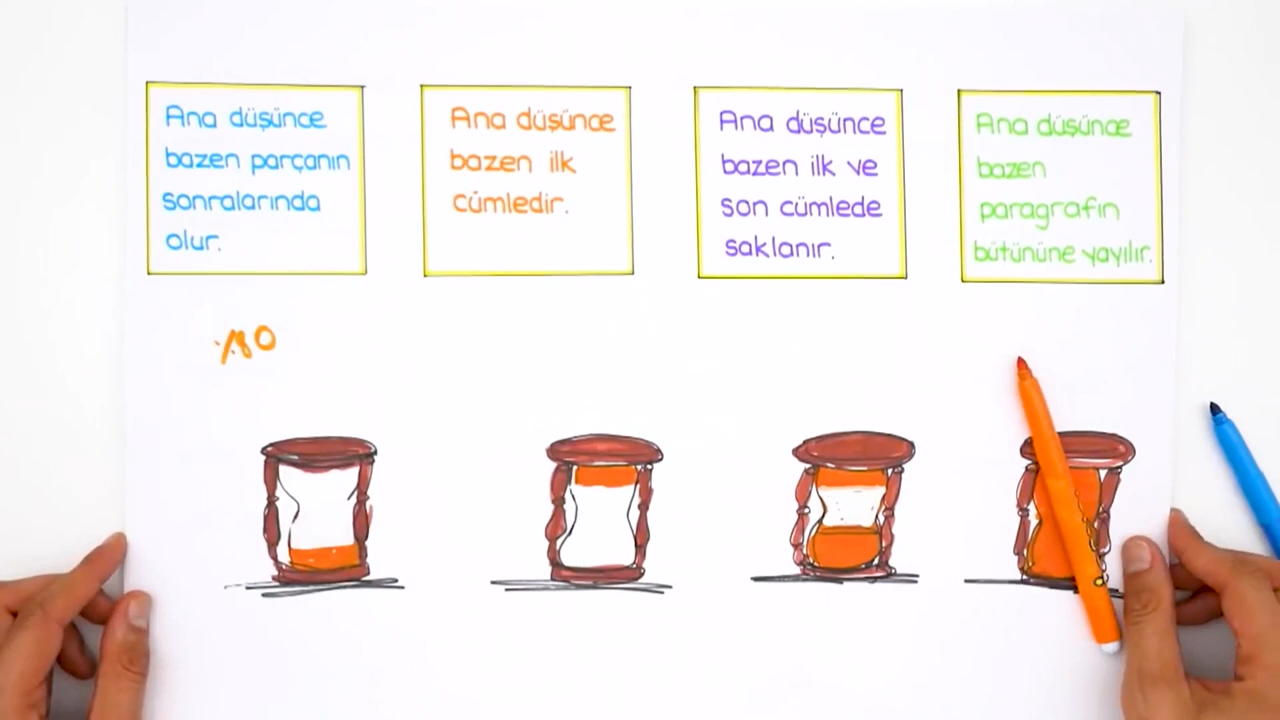 Ana düşünce
bazen parçanın
sonralarında
olur.
Ana düşünce
bazen ilk
cümledir.
Ana düşünce
bazen ilk ve
son cümlede
saklanır.
Ana düşünce
bazen
paragrafın
bütününe yayılır.
%80